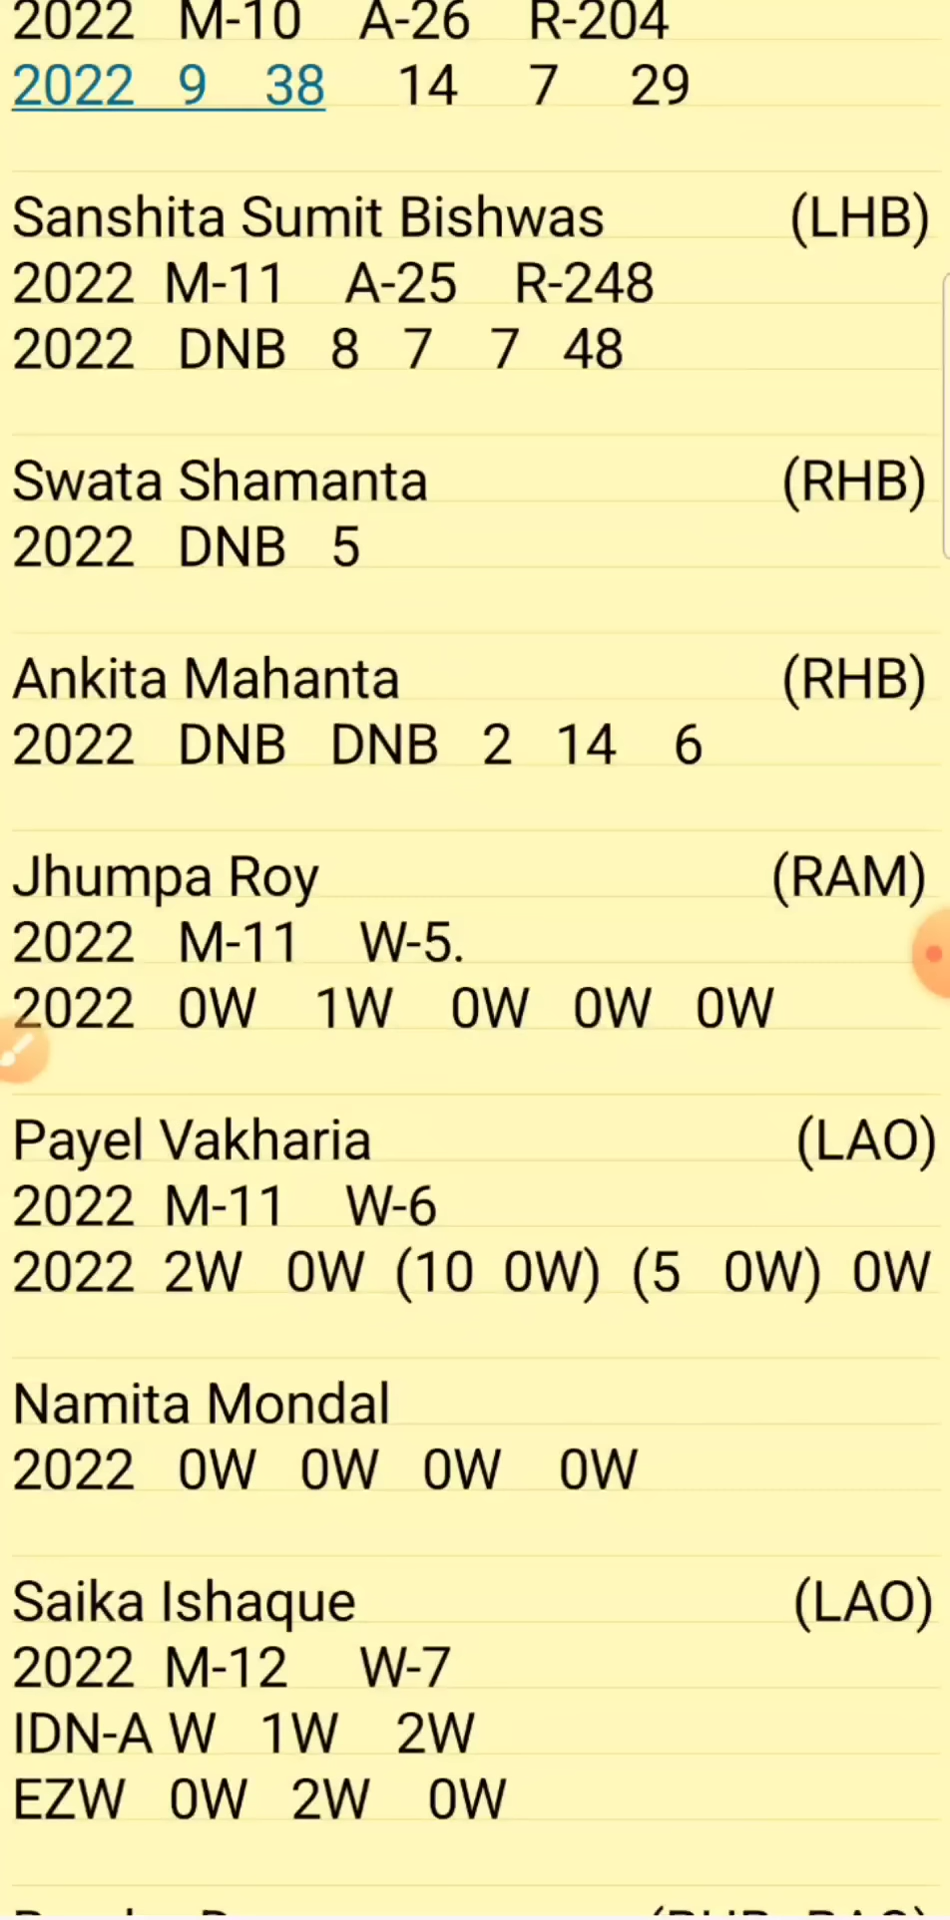 2022 M-10 A-26 R-204
2022 9 38 14 7 29
Sanshita Sumit Bishwas (LHB)
2022 M-11 A-25 R-248
2022 DNB 8 7 7 48
Swata Shamanta (RHB)
2022 DNB 5
Ankita Mahanta (RHB)
2022 DNB DNB 2 14 6
Jhumpa Roy (RAM)
2022 M-11 W-5.
2022 0W 1W 0W 0W 0W
Payel Vakharia (LAO)
2022 M-11 W-6
2022 2W 0W (10 0W) (5 0W) 0W
Namita Mondal
2022 0W 0W 0W 0W
Saika Ishaque (LAO)
2022 M-12 W-7
IDN-A W 1W 2W
EZW 0W 2W 0W